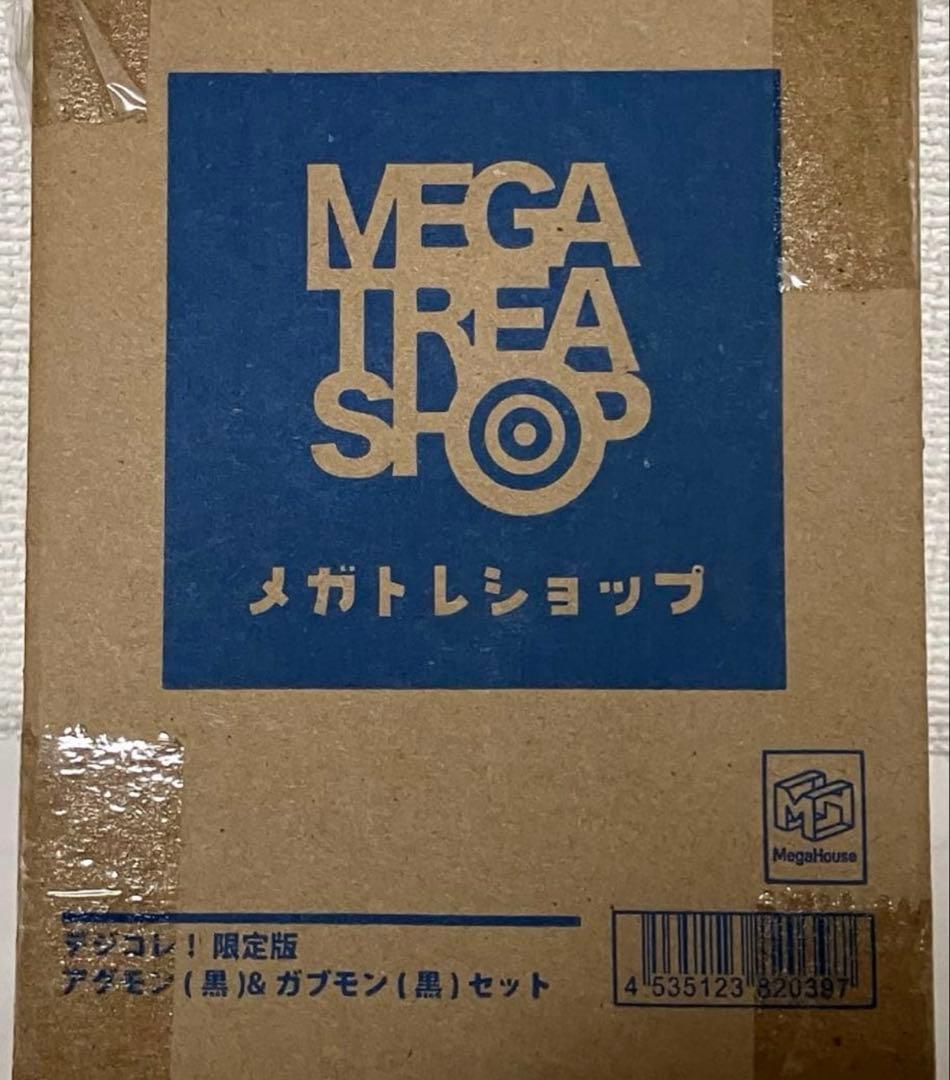 MEGA
TREA
SHOP
メガトレショップ
MegaHouse
デジコレ！ 限定版
アグモン(黒)& ガブモン(黒)セット
4 535123 820397